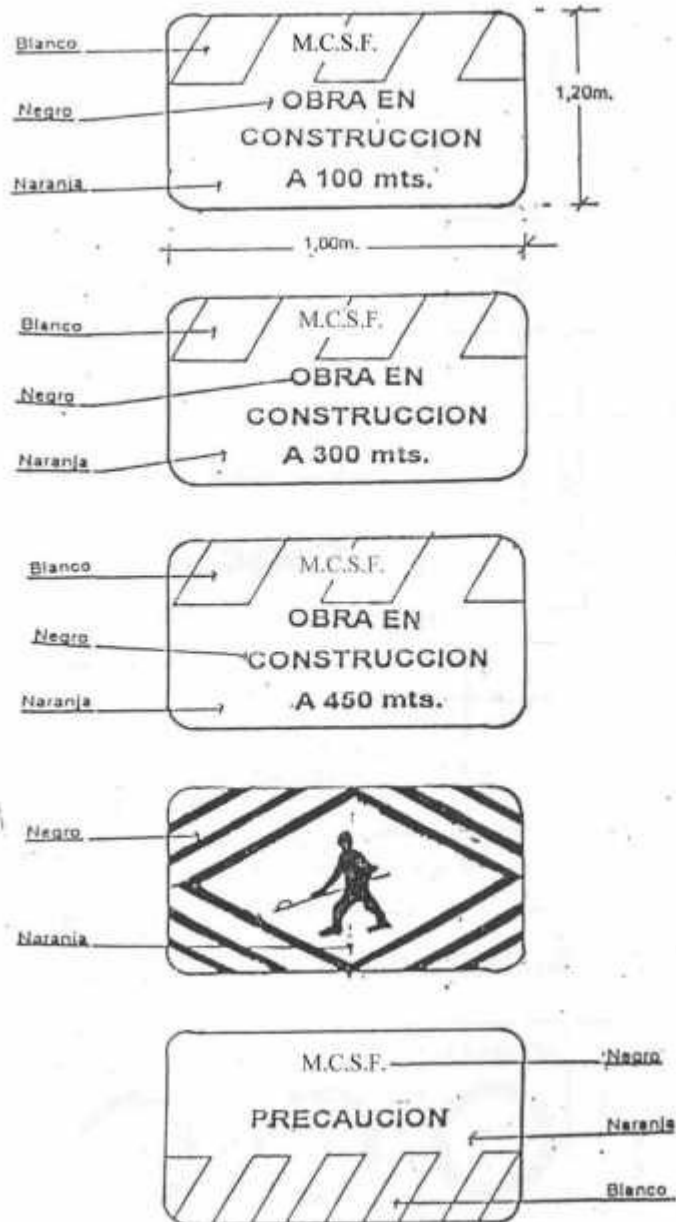 Blanco
M.C.S.F.
Negro
OBRA EN
CONSTRUCCION
Naranja
A 100 mts.
1,20m.
1,00m.
Blanco
M.C.S.F.
Negro
OBRA EN
CONSTRUCCION
Naranja
A 300 mts.
Blanco
M.C.S.F.
Negro
OBRA EN
CONSTRUCCION
Naranja
A 450 mts.
Negro
Naranja
M.C.S.F.
Negro
PRECAUCION
Naranja
Blanco